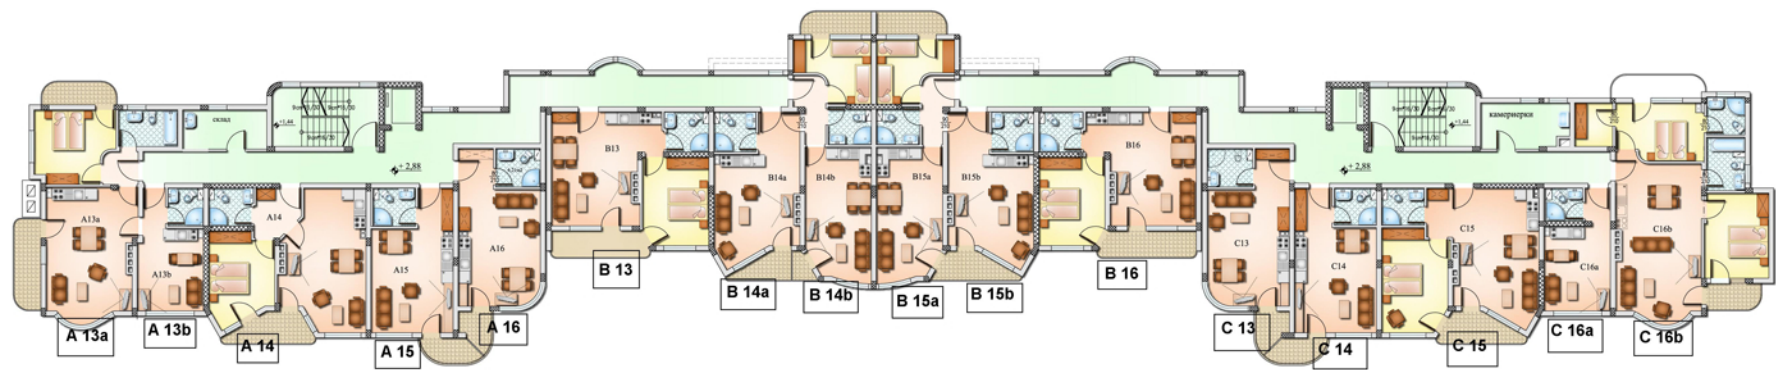 склад
+1,44
+ 2,88
A13a
A13b
A14
A15
A16
B13
B14a
B14b
B15a
B15b
B16
камериерки
+1,44
+ 2,88
C13
C14
C15
C16a
C16b
A 13a
A 13b
A 14
A 15
A 16
B 13
B 14a
B 14b
B 15a
B 15b
B 16
C 13
C 14
C 15
C 16a
C 16b